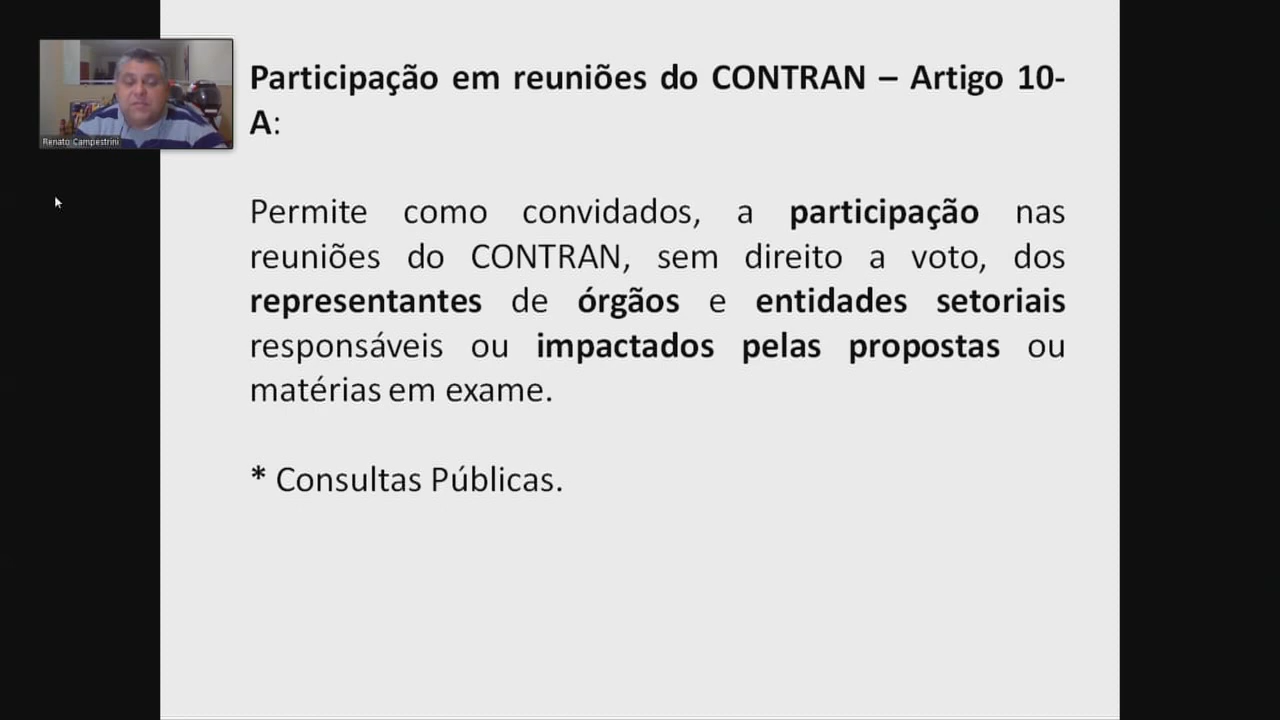 Participação em reuniões do CONTRAN – Artigo 10-
A:
Renato Campestrini
Permite como convidados, a participação nas
reuniões do CONTRAN, sem direito a voto, dos
representantes de órgãos e entidades setoriais
responsáveis ou impactados pelas propostas ou
matérias em exame.
* Consultas Públicas.